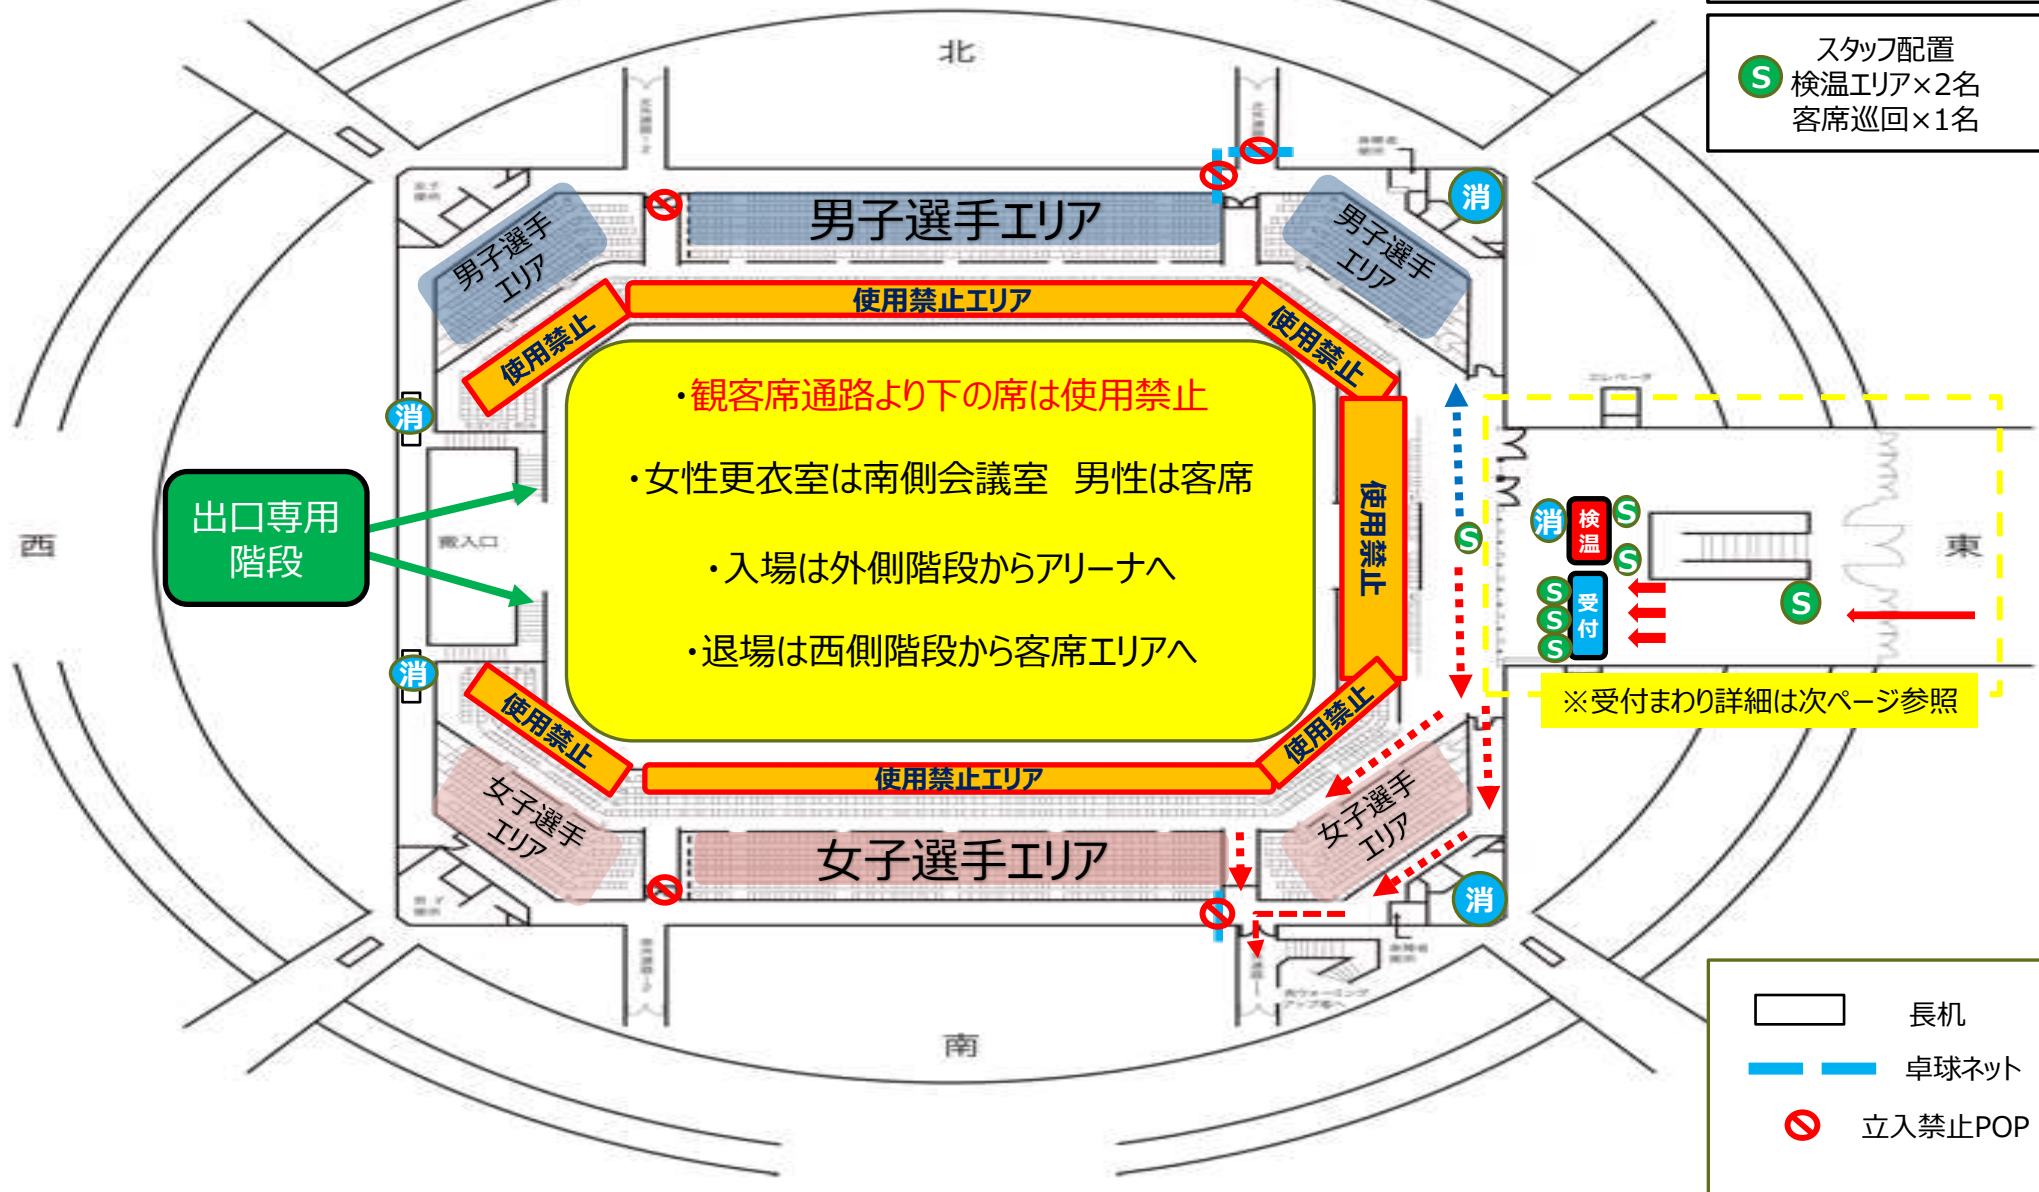 北
S
スタッフ配置
検温エリア×2名
客席巡回×1名
男子選手エリア
男子選手
エリア
男子選手
エリア
消
使用禁止エリア
使用禁止
使用禁止
・観客席通路より下の席は使用禁止
・女性更衣室は南側会議室 男性は客席
・入場は外側階段からアリーナへ
・退場は西側階段から客席エリアへ
消
エレベータ
出口専用
階段
搬入口
西
東
使用禁止
S
消
検温
S
S
受付
S
S
S
S
※受付まわり詳細は次ページ参照
消
使用禁止
使用禁止
使用禁止エリア
女子選手
エリア
女子選手エリア
女子選手
エリア
消
南
長机
卓球ネット
立入禁止POP